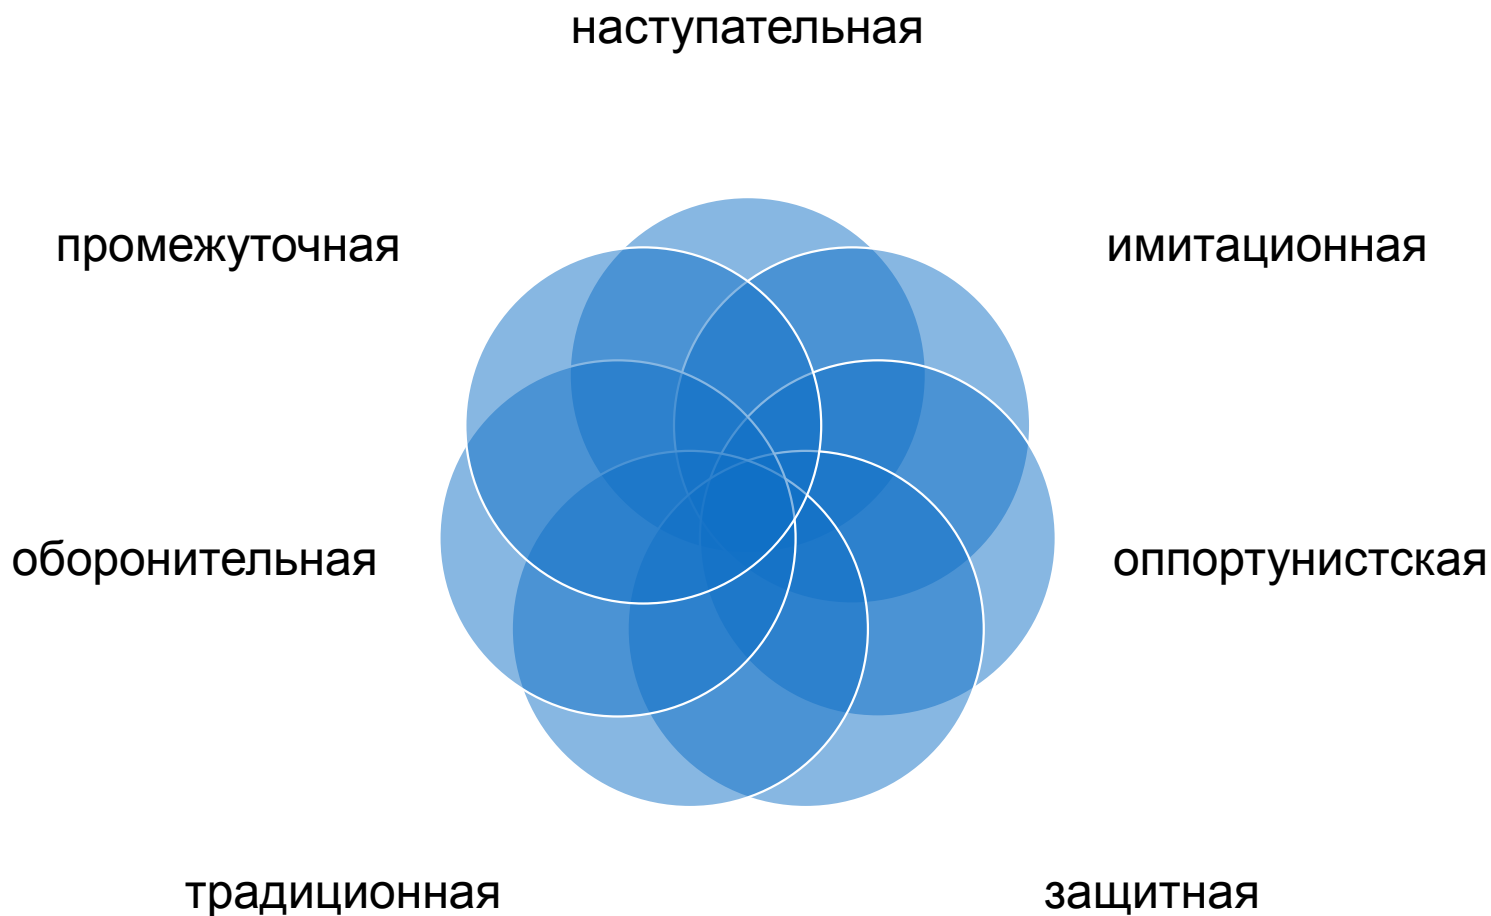 наступательная
промежуточная
имитационная
оборонительная
оппортунистская
традиционная
защитная